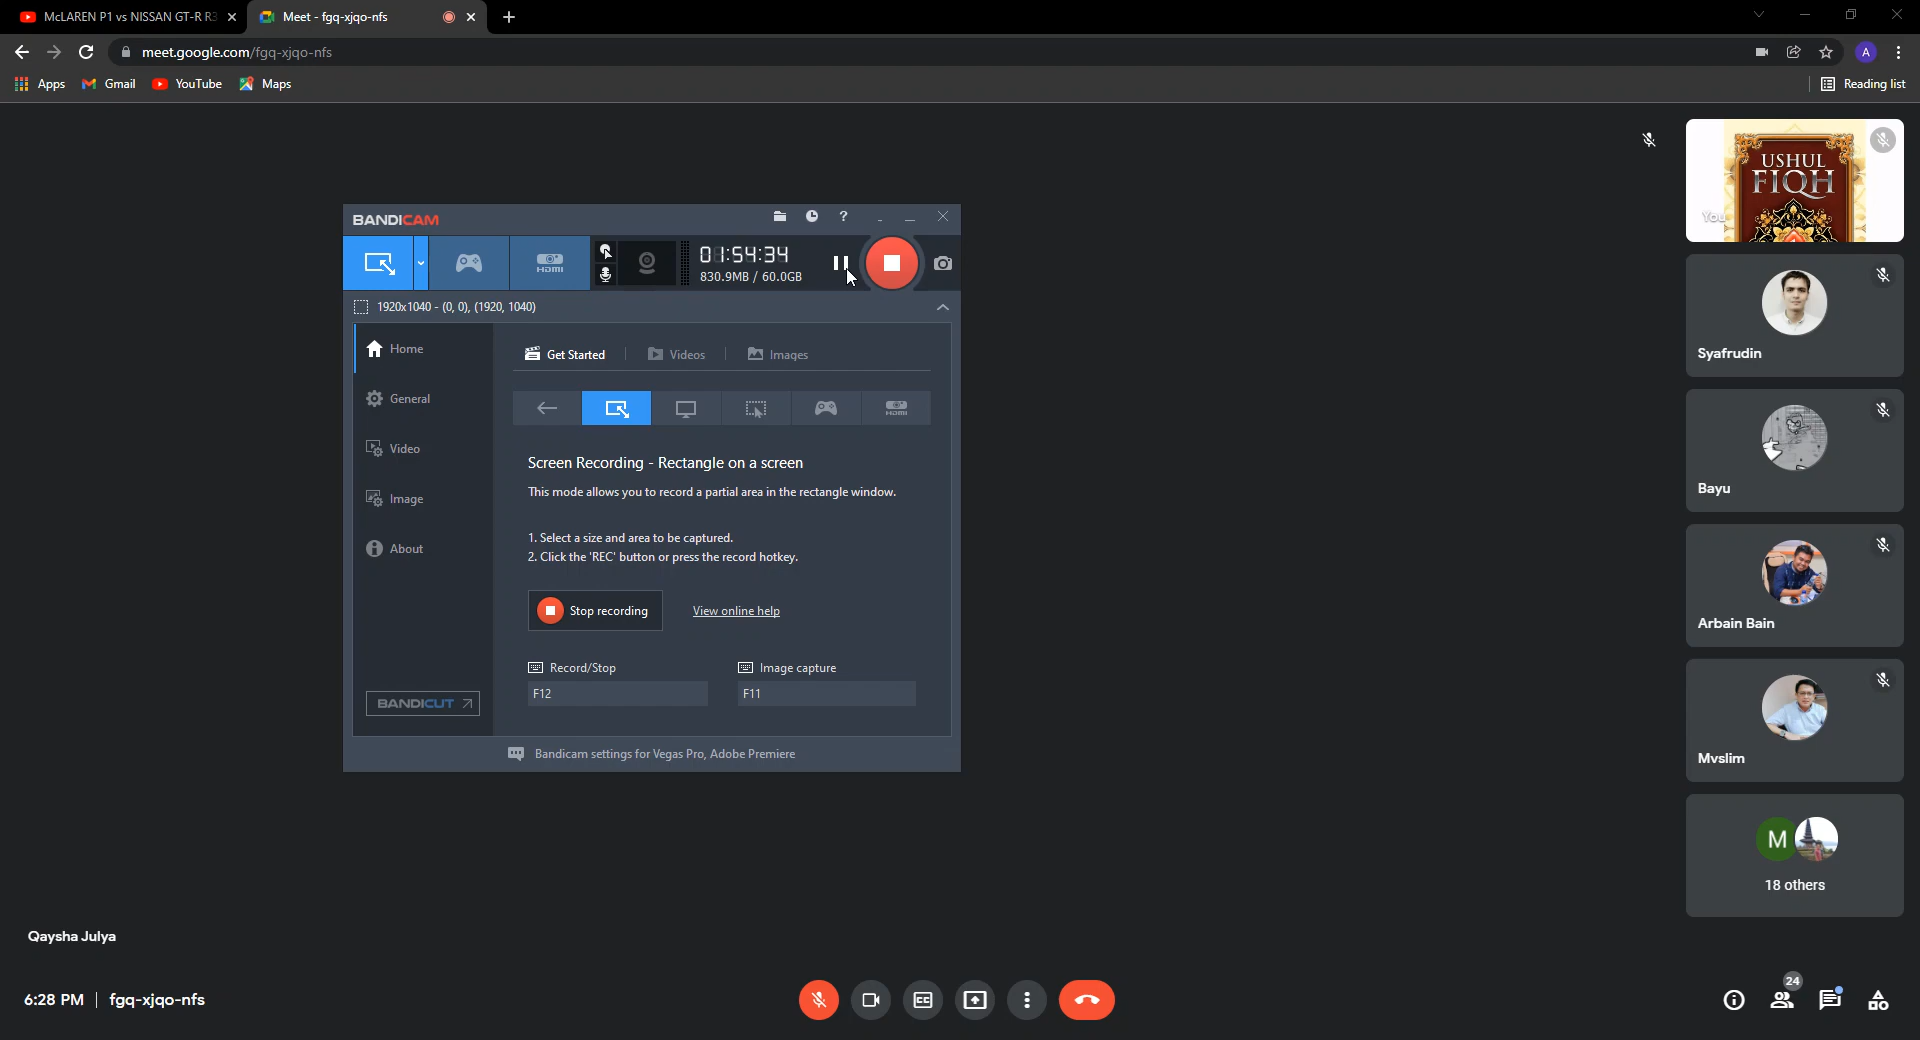 McLAREN P1 vs NISSAN GT-R R3
Meet - fgq-xjqo-nfs
meet.google.com/fgq-xjqo-nfs
A
Apps
Gmail
YouTube
Maps
Reading list
USHUL
FIQH
You
Syafrudin
Bayu
Arbain Bain
Mvslim
M
18 others
BANDICAM
?
HDMI
01:54:34
830.9MB / 60.0GB
1920x1040 - (0, 0), (1920, 1040)
Home
General
Video
Image
About
BANDICUT
Get Started
Videos
Images
HDMI
Screen Recording - Rectangle on a screen
This mode allows you to record a partial area in the rectangle window.
1. Select a size and area to be captured.
2. Click the 'REC' button or press the record hotkey.
Stop recording
View online help
Record/Stop
Image capture
F12
F11
Bandicam settings for Vegas Pro, Adobe Premiere
Qaysha Julya
6:28 PM | fgq-xjqo-nfs
CC
24